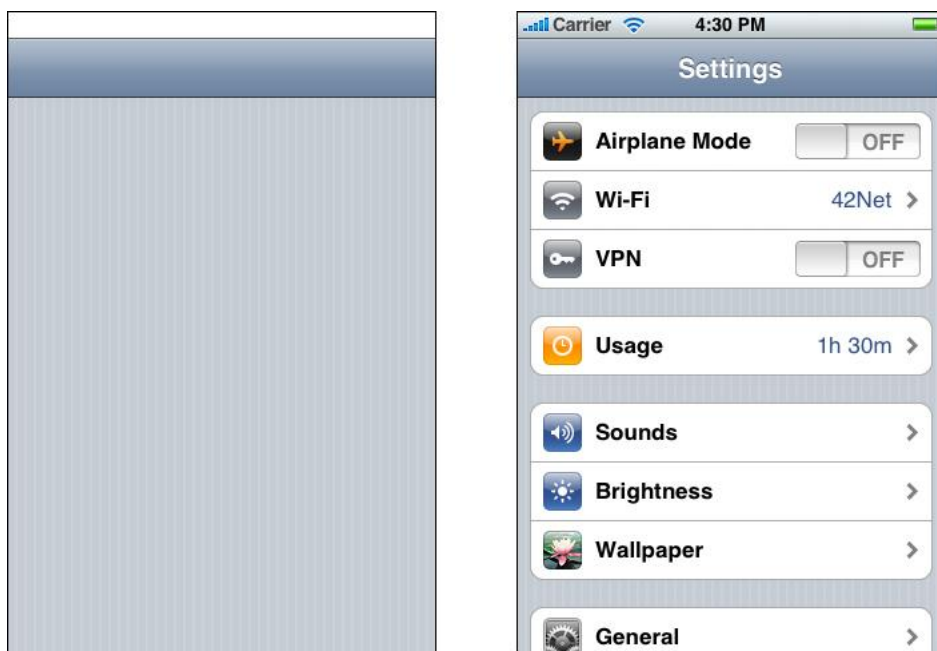 Carrier 4:30 PM
Settings
Airplane Mode OFF
Wi-Fi 42Net
VPN OFF
Usage 1h 30m
Sounds
Brightness
Wallpaper
General